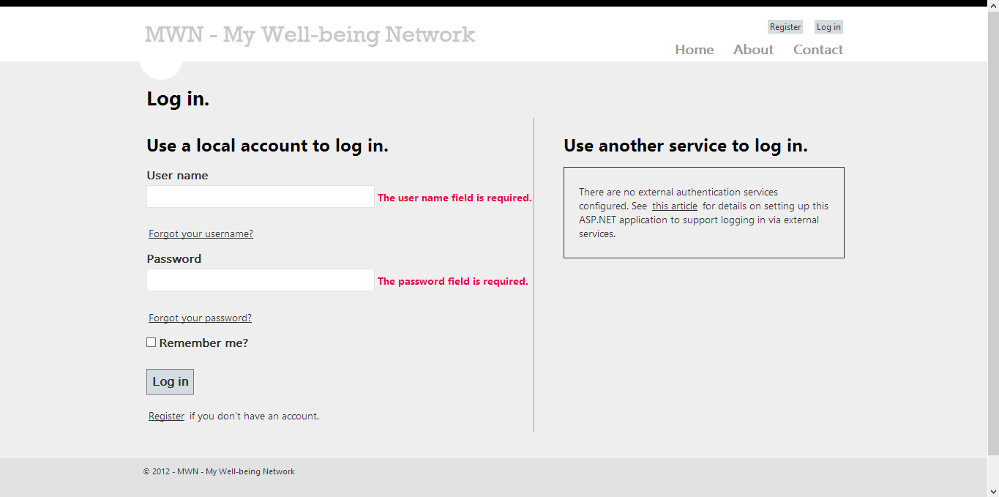 MWN - My Well-being Network
Register
Log in
Home
About
Contact
Log in.
Use a local account to log in.
User name
The user name field is required.
Forgot your username?
Password
The password field is required.
Forgot your password?
Remember me?
Log in
Register if you don't have an account.
Use another service to log in.
There are no external authentication services
configured. See this article for details on setting up this
ASP.NET application to support logging in via external
services.
© 2012 - MWN - My Well-being Network